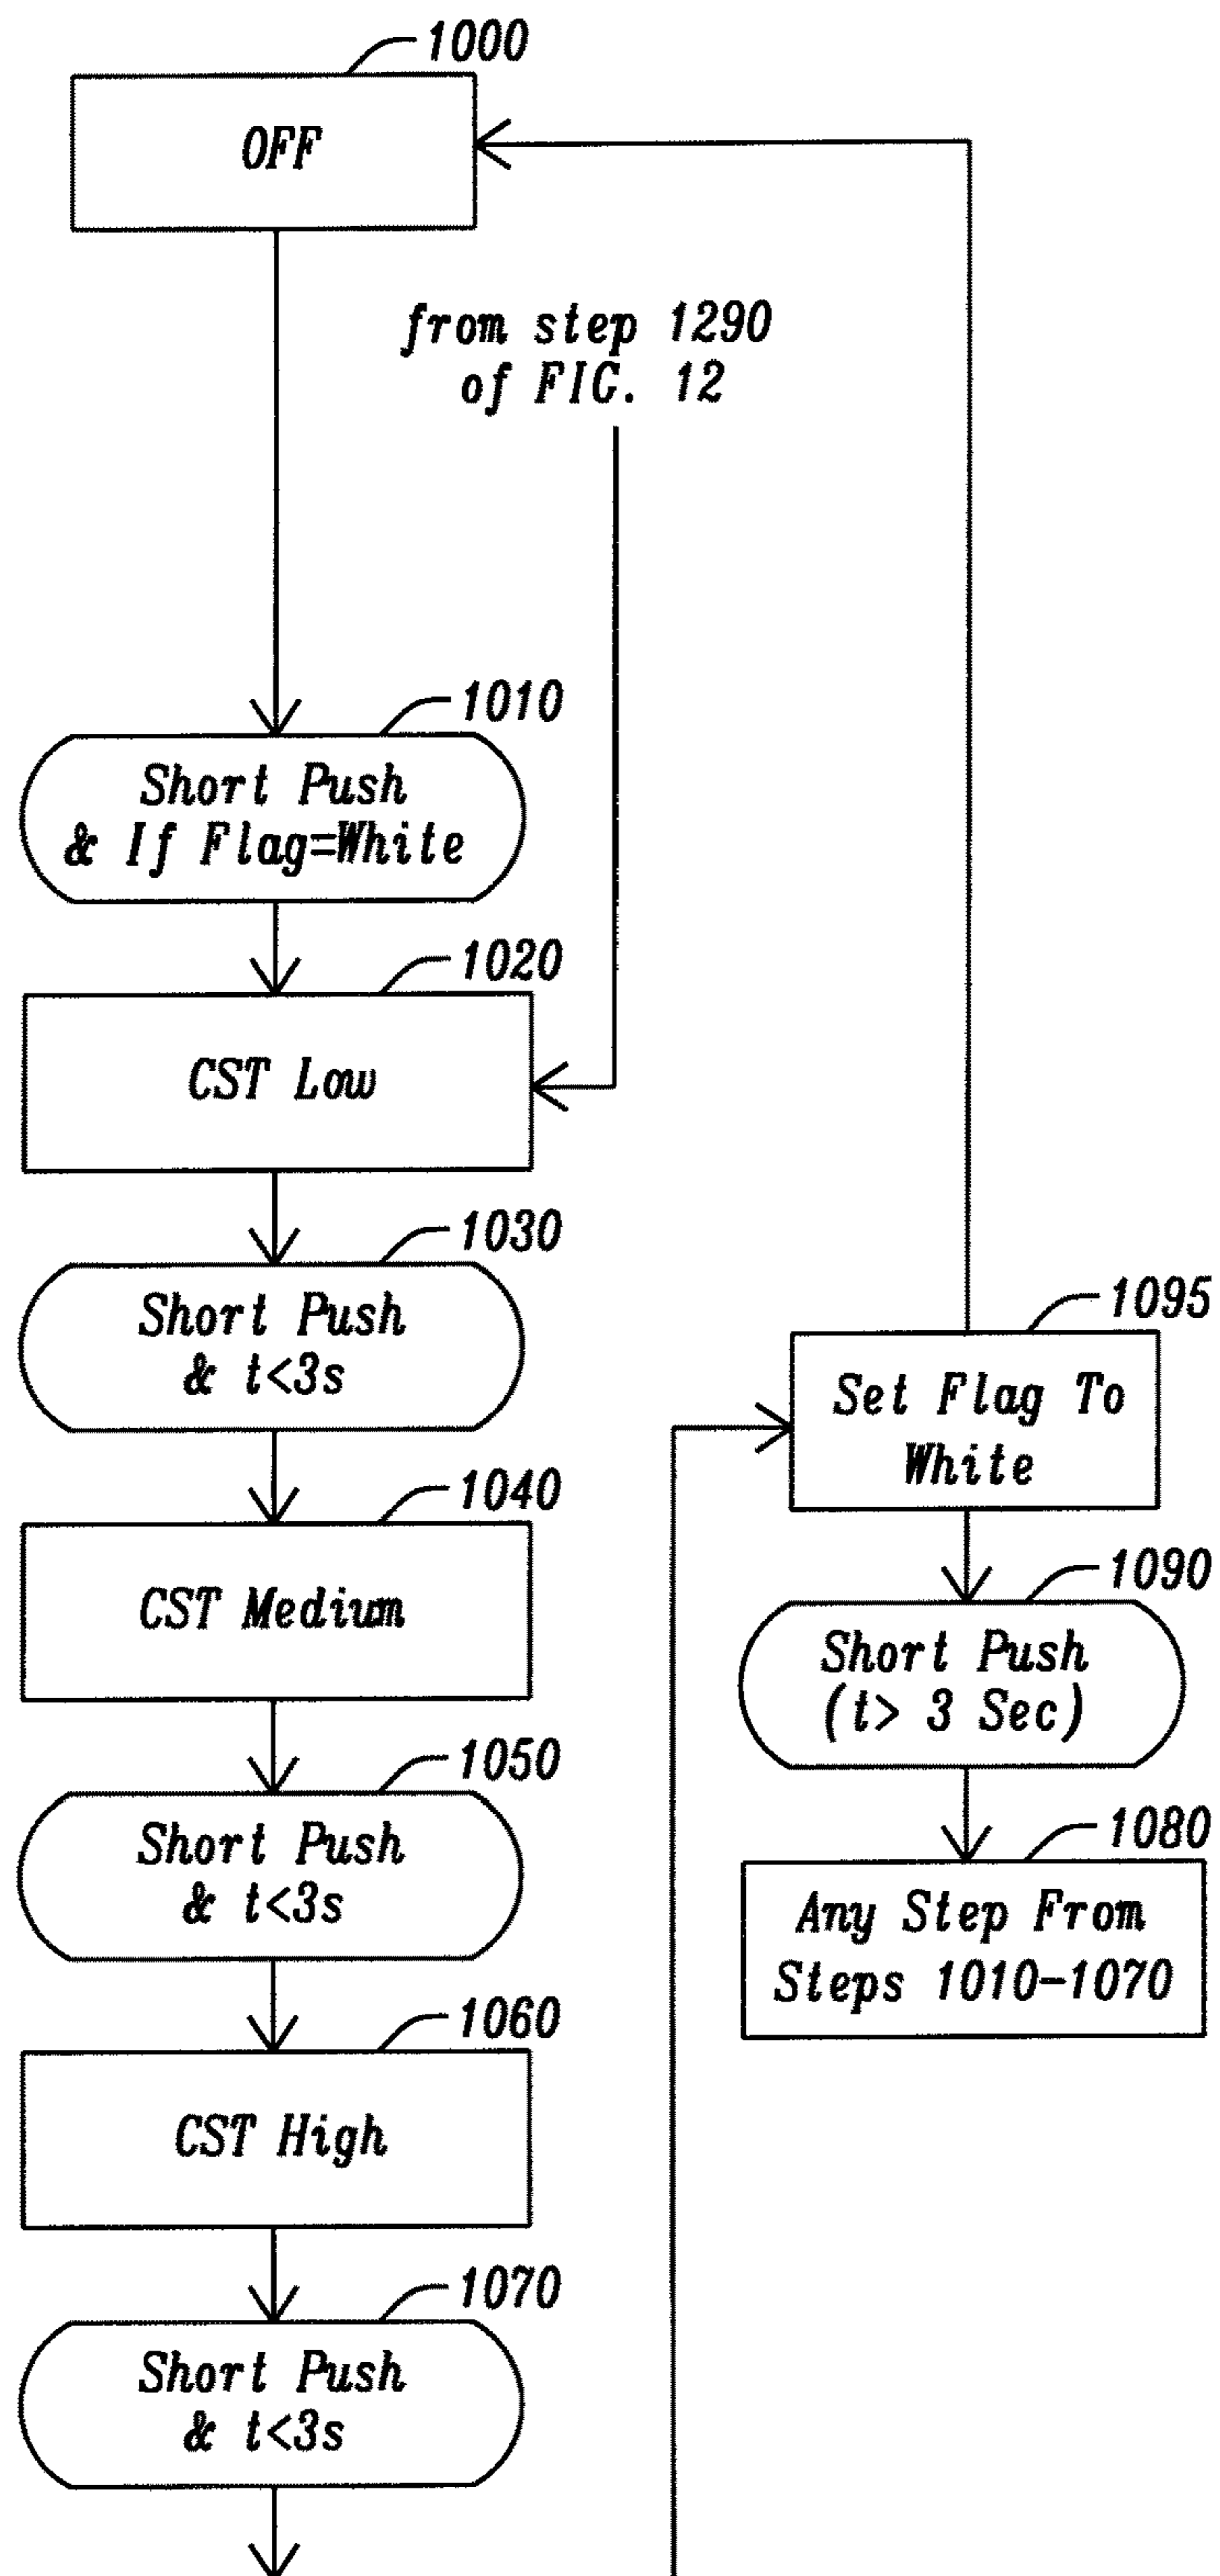 1000
OFF
from step 1290
of FIG. 12
1010
Short Push
& If Flag=White
1020
CST Low
1030
Short Push
& t<3s
1040
CST Medium
1050
Short Push
& t<3s
1060
CST High
1070
Short Push
& t<3s
1095
Set Flag To
White
1090
Short Push
(t> 3 Sec)
1080
Any Step From
Steps 1010-1070